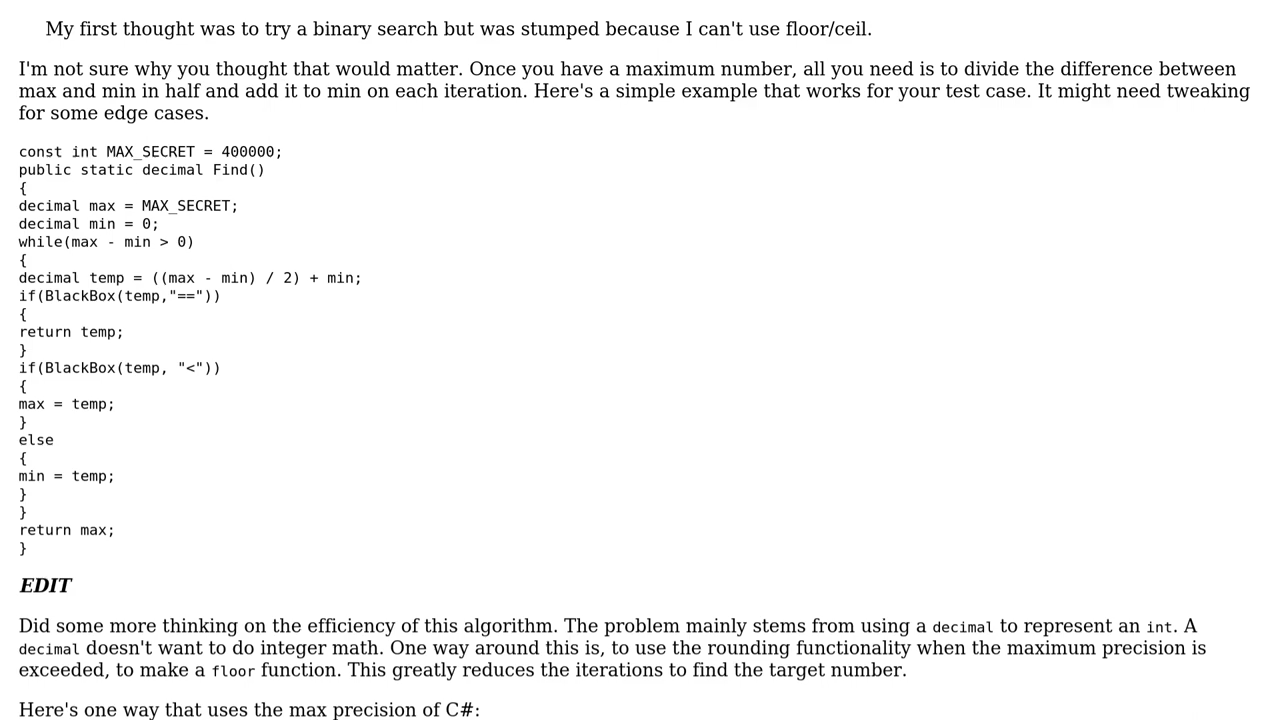 My first thought was to try a binary search but was stumped because I can't use floor/ceil.
I'm not sure why you thought that would matter. Once you have a maximum number, all you need is to divide the difference between
max and min in half and add it to min on each iteration. Here's a simple example that works for your test case. It might need tweaking
for some edge cases.
const int MAX_SECRET = 400000;
public static decimal Find()
{
decimal max = MAX_SECRET;
decimal min = 0;
while(max - min > 0)
{
decimal temp = ((max - min) / 2) + min;
if(BlackBox(temp,"=="))
{
return temp;
}
if(BlackBox(temp, "<"))
{
max = temp;
}
else
{
min = temp;
}
}
return max;
}
EDIT
Did some more thinking on the efficiency of this algorithm. The problem mainly stems from using a decimal to represent an int. A
decimal doesn't want to do integer math. One way around this is, to use the rounding functionality when the maximum precision is
exceeded, to make a floor function. This greatly reduces the iterations to find the target number.
Here's one way that uses the max precision of C#: